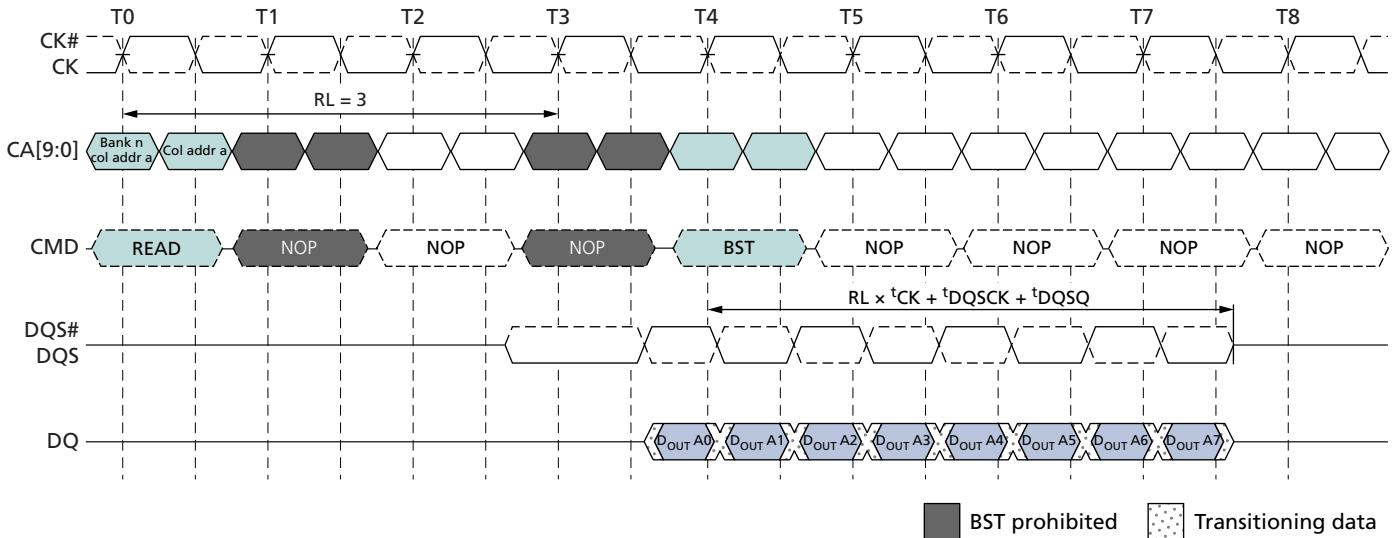 T0 T1 T2 T3 T4 T5 T6 T7 T8
CK#
CK
RL = 3
CA[9:0]
Bank n
col addr a
Col addr a
CMD
READ NOP NOP NOP BST NOP NOP NOP NOP
RL × tCK + tDQSCK + tDQSQ
DQS#
DQS
DQ
DOUT A0 DOUT A1 DOUT A2 DOUT A3 DOUT A4 DOUT A5 DOUT A6 DOUT A7
BST prohibited
Transitioning data